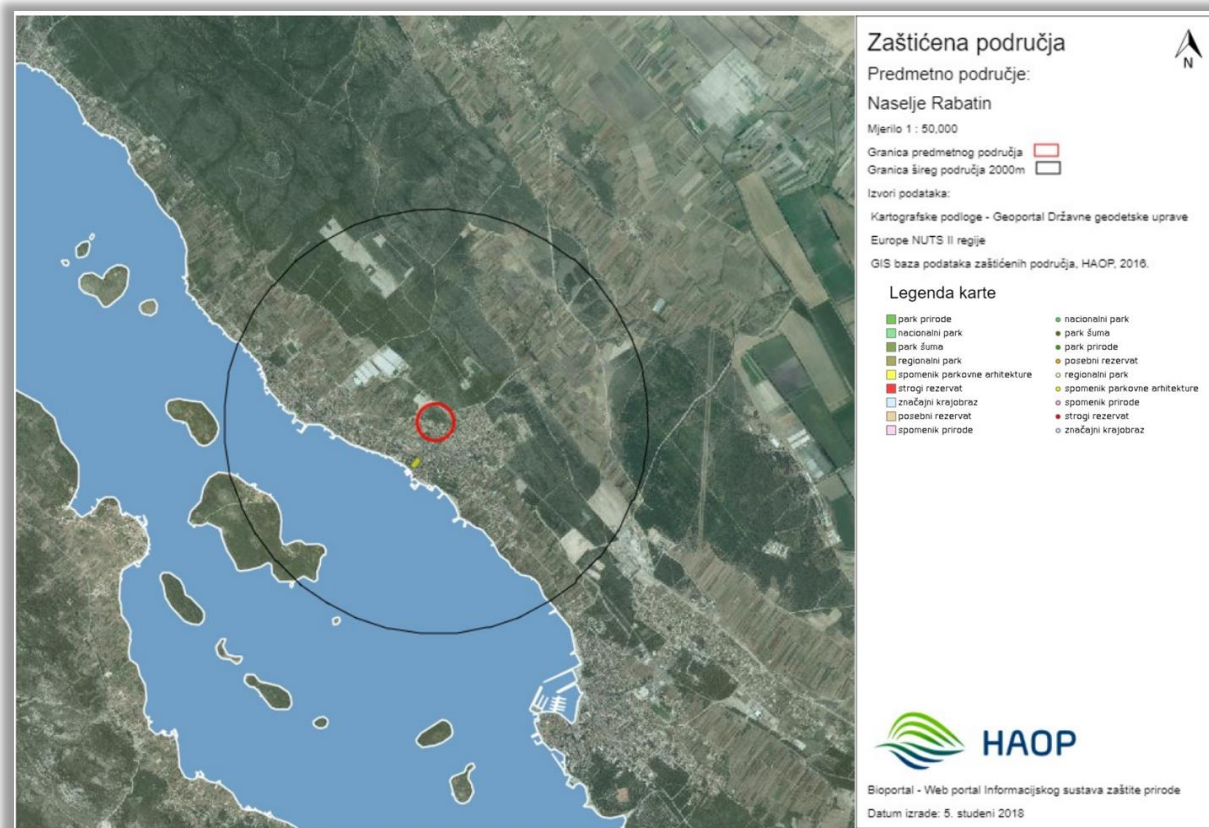 Zaštićena područja
N
Predmetno područje:
Naselje Rabatin
Mjerilo 1 : 50,000
Granica predmetnog područja
Granica šireg područja 2000m
Izvori podataka:
Kartografske podloge - Geoportal Državne geodetske uprave
Europe NUTS II regije
GIS baza podataka zaštićenih područja, HAOP, 2016.
Legenda karte
park prirode
nacionalni park
park šuma
regionalni park
spomenik parkovne arhitekture
strogi rezervat
značajni krajobraz
posebni rezervat
spomenik prirode
nacionalni park
park šuma
park prirode
posebni rezervat
regionalni park
spomenik parkovne arhitekture
spomenik prirode
strogi rezervat
značajni krajobraz
HAOP
Bioportal - Web portal Informacijskog sustava zaštite prirode
Datum izrade: 5. studeni 2018